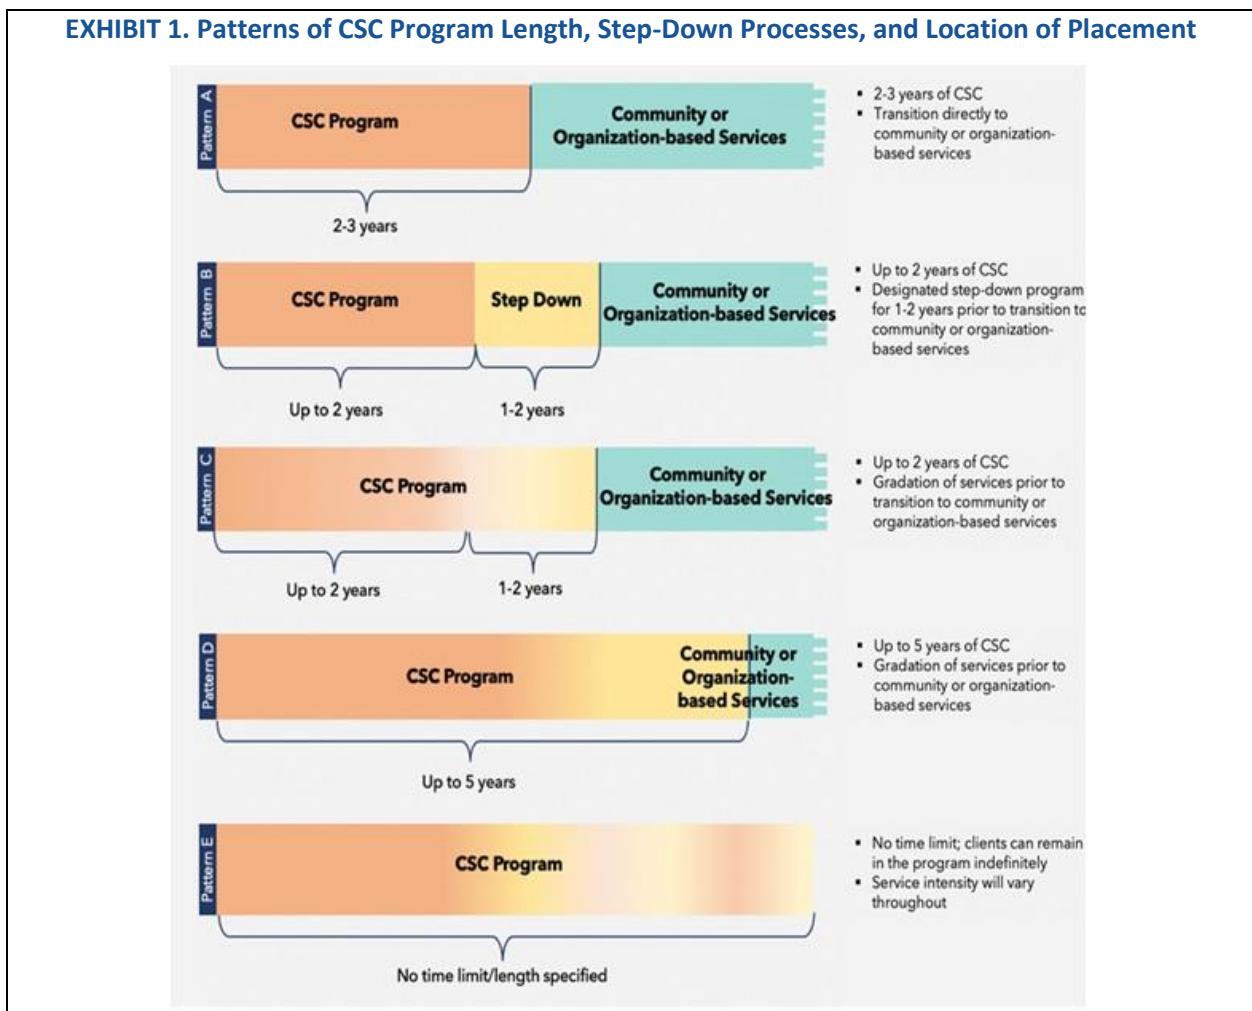 EXHIBIT 1. Patterns of CSC Program Length, Step-Down Processes, and Location of Placement
Pattern A
CSC Program
Community or
Organization-based Services
2-3 years
▪ 2-3 years of CSC
▪ Transition directly to
community or organization-
based services
Pattern B
CSC Program
Step Down
Community or
Organization-based Services
Up to 2 years
1-2 years
▪ Up to 2 years of CSC
▪ Designated step-down program
for 1-2 years prior to transition to
community or organization-
based services
Pattern C
CSC Program
Community or
Organization-based Services
Up to 2 years
1-2 years
▪ Up to 2 years of CSC
▪ Gradation of services prior to
transition to community or
organization-based services
Pattern D
CSC Program
Community or
Organization-
based Services
Up to 5 years
▪ Up to 5 years of CSC
▪ Gradation of services prior to
community or organization-
based services
Pattern E
CSC Program
No time limit/length specified
▪ No time limit; clients can remain
in the program indefinitely
▪ Service intensity will vary
throughout